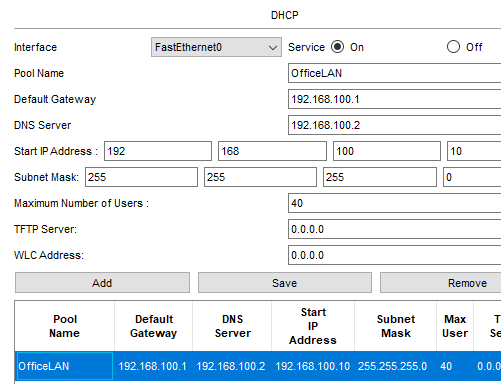 DHCP
Interface FastEthernet0 Service On Off
Pool Name OfficeLAN
Default Gateway 192.168.100.1
DNS Server 192.168.100.2
Start IP Address : 192 168 100 10
Subnet Mask: 255 255 255 0
Maximum Number of Users : 40
TFTP Server: 0.0.0.0
WLC Address: 0.0.0.0
Add Save Remove
Pool Name Default Gateway DNS Server Start IP Address Subnet Mask Max User
OfficeLAN 192.168.100.1 192.168.100.2 192.168.100.10 255.255.255.0 40 0.0.0